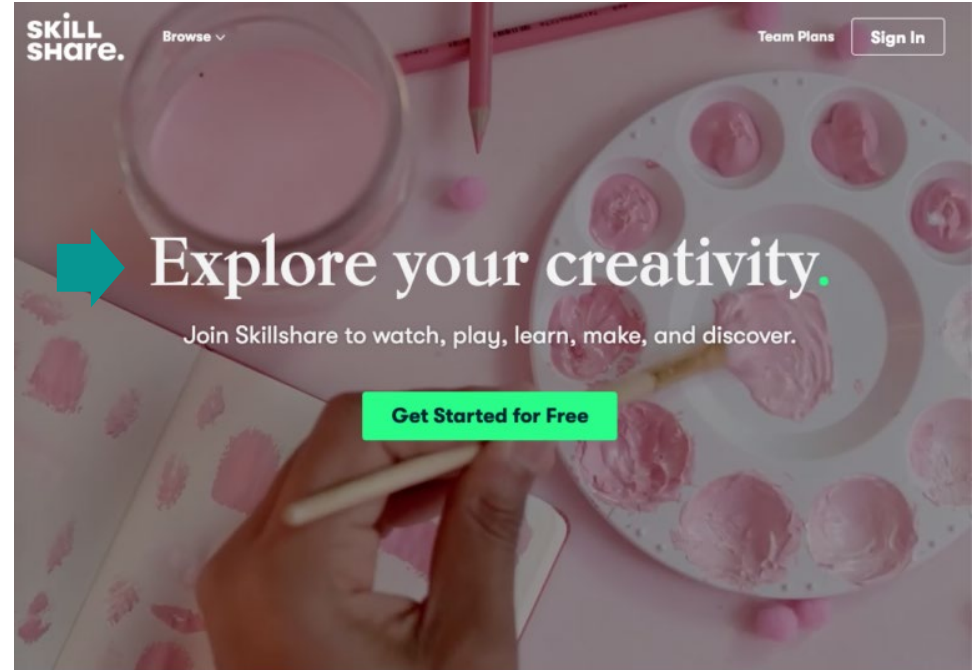 SKILL
SHare.
Browse
Team Plans
Sign In
Explore your creativity.
Join Skillshare to watch, play, learn, make, and discover.
Get Started for Free